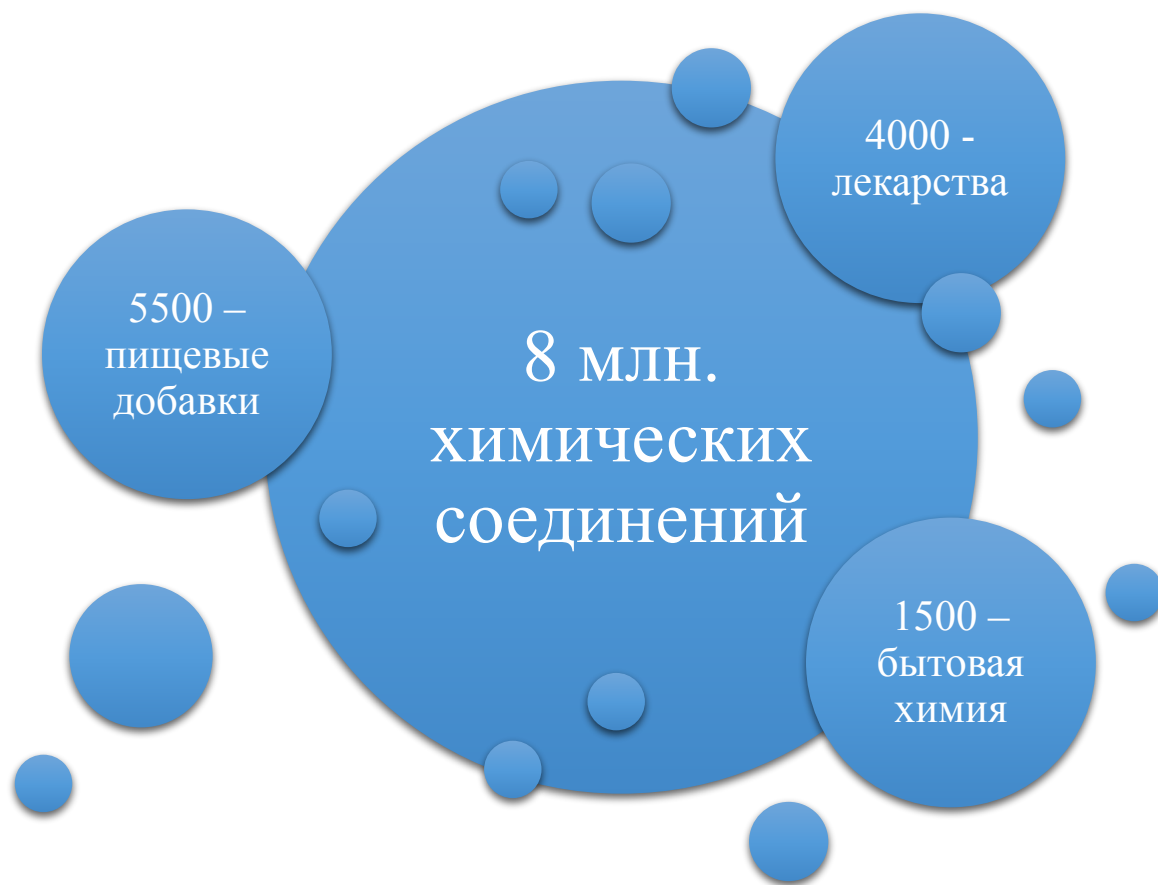 4000 -
лекарства
5500 –
пищевые
добавки
8 млн.
химических
соединений
1500 –
бытовая
химия